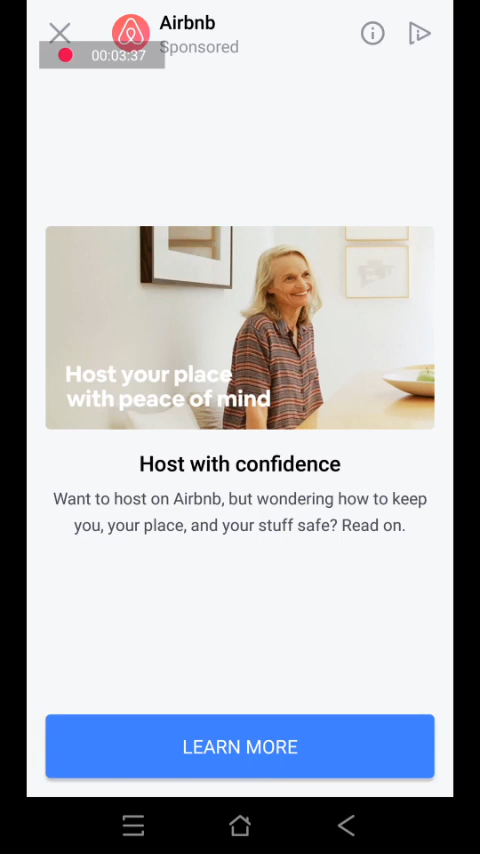 Airbnb
Sponsored
00:03:37
Host your place
with peace of mind
Host with confidence
Want to host on Airbnb, but wondering how to keep
you, your place, and your stuff safe? Read on.
LEARN MORE